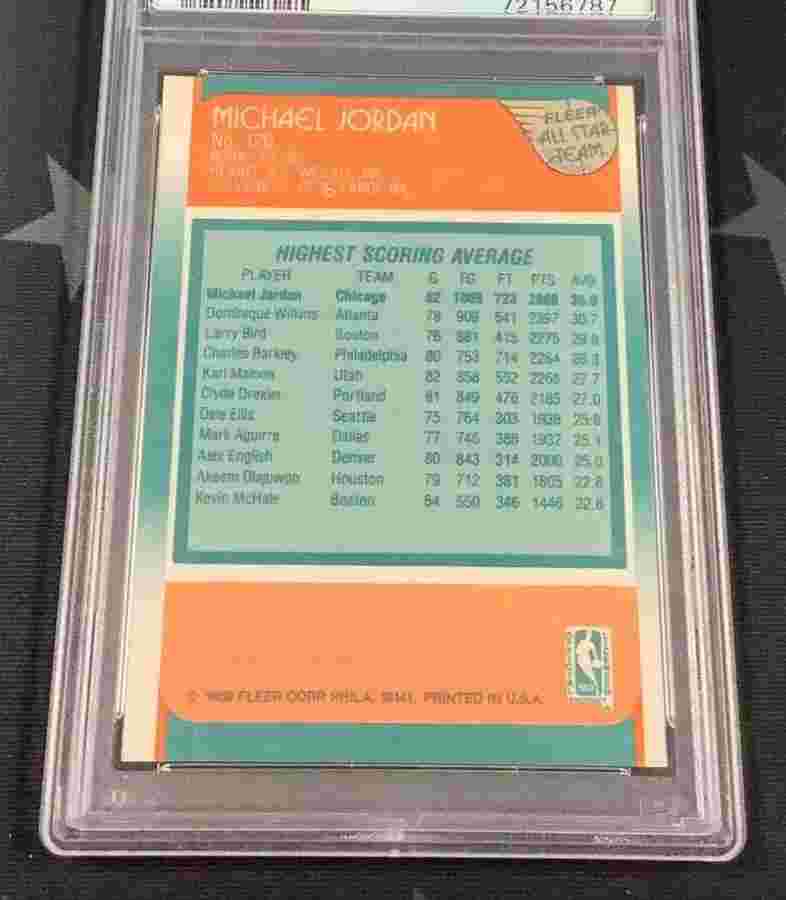 72156787
MICHAEL JORDAN
No. 120
FLEER
ALL STAR
TEAM
HIGHEST SCORING AVERAGE
PLAYER TEAM G FG FT PTS AVG
Michael Jordan Chicago 82 1069 723 2868 35.0
Dominique Wilkins Atlanta 78 909 541 2397 30.7
Larry Bird Boston 76 881 415 2275 29.9
Charles Barkley Philadelphia 80 753 714 2264 28.3
Karl Malone Utah 82 858 552 2268 27.7
Clyde Drexler Portland 81 849 476 2185 27.0
Dale Ellis Seattle 75 764 303 1938 25.8
Mark Aguirre Dallas 77 746 388 1932 25.1
Alex English Denver 80 843 314 2000 25.0
Akeem Olajuwon Houston 79 712 381 1805 22.8
Kevin McHale Boston 64 550 346 1446 22.6
© 1988 FLEER CORP. PHILA. 19141. PRINTED IN U.S.A.